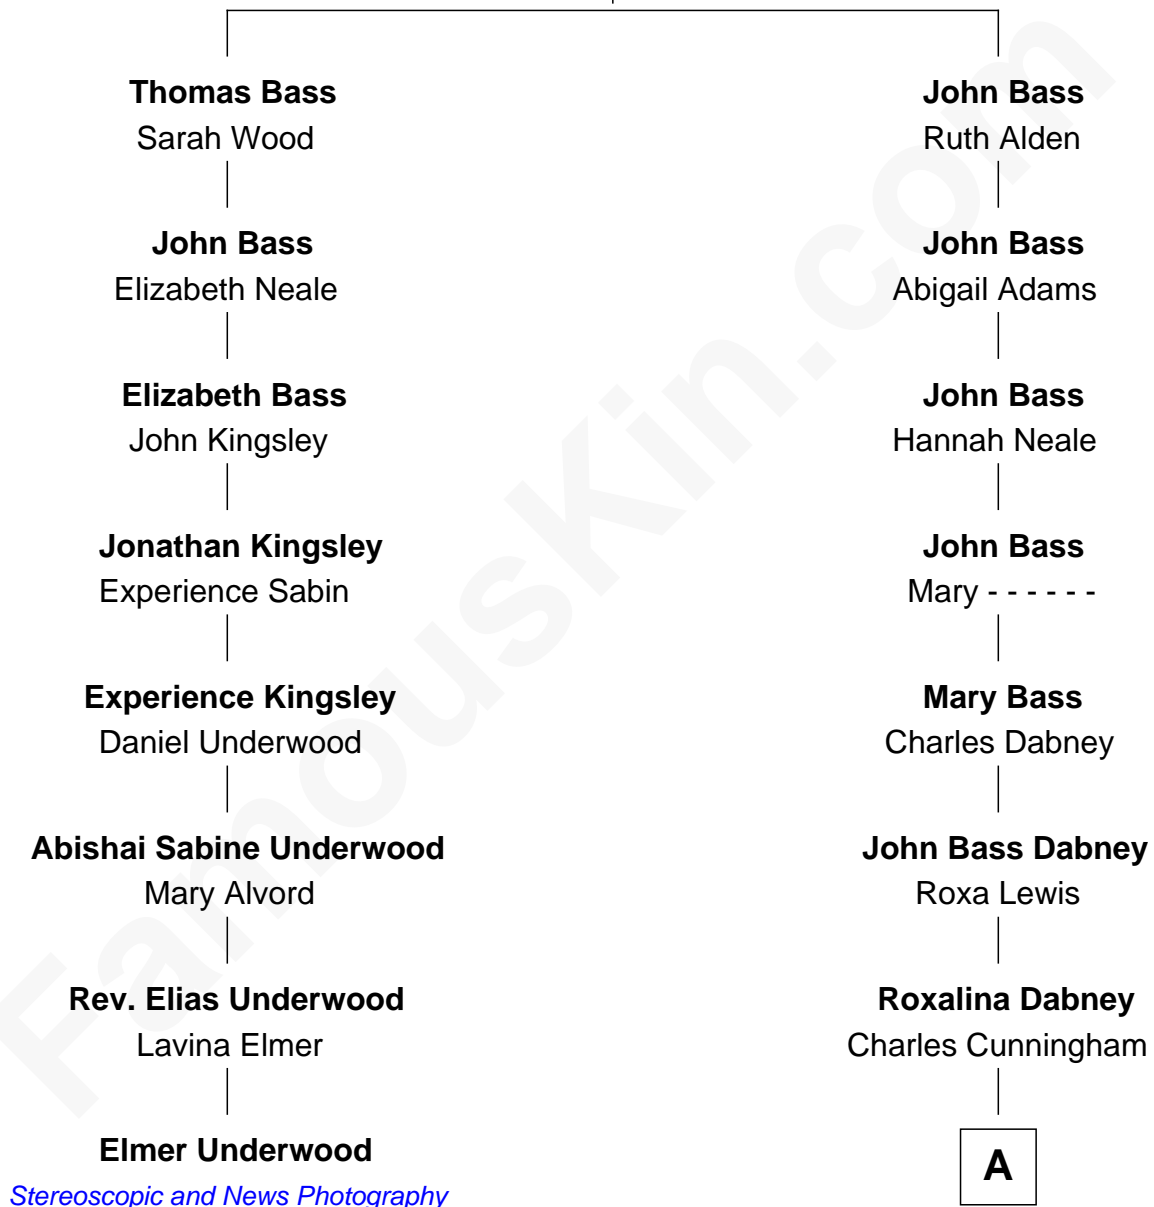 Thomas Bass
Sarah Wood
John Bass
Elizabeth Neale
Elizabeth Bass
John Kingsley
Jonathan Kingsley
Experience Sabin
Experience Kingsley
Daniel Underwood
Abishai Sabine Underwood
Mary Alvord
Rev. Elias Underwood
Lavina Elmer
Elmer Underwood
Stereoscopic and News Photography
John Bass
Ruth Alden
John Bass
Abigail Adams
John Bass
Hannah Neale
John Bass
Mary - - - - - -
Mary Bass
Charles Dabney
John Bass Dabney
Roxa Lewis
Roxalina Dabney
Charles Cunningham
A
FamousKin.com